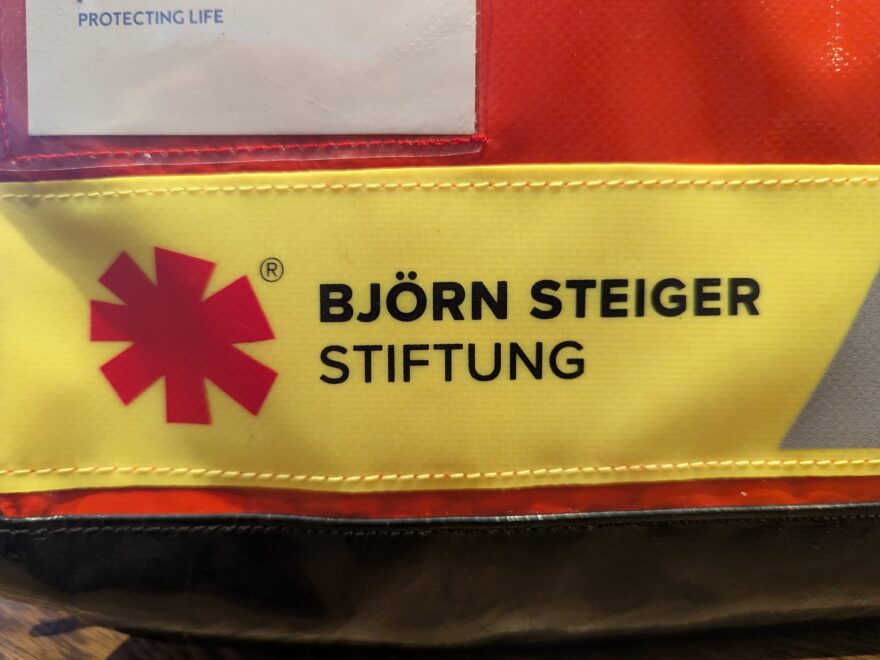 PROTECTING LIFE
®
BJÖRN STEIGER
STIFTUNG